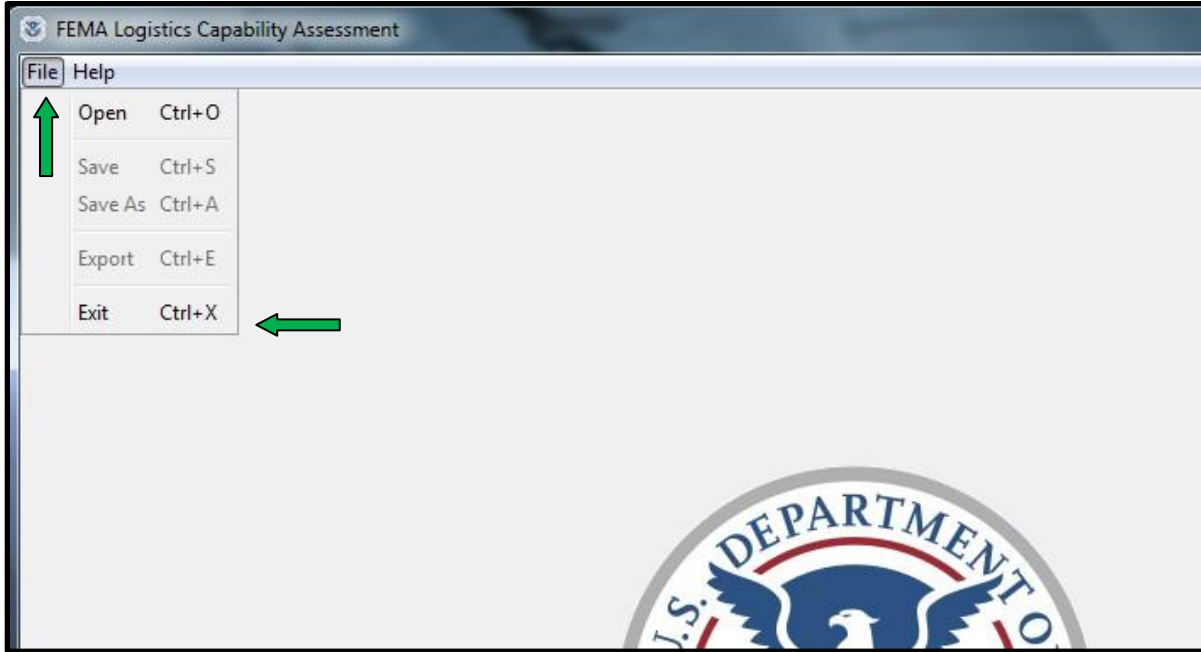 FEMA Logistics Capability Assessment
File Help
Open Ctrl+O
Save Ctrl+S
Save As Ctrl+A
Export Ctrl+E
Exit Ctrl+X
U.S. DEPARTMENT O